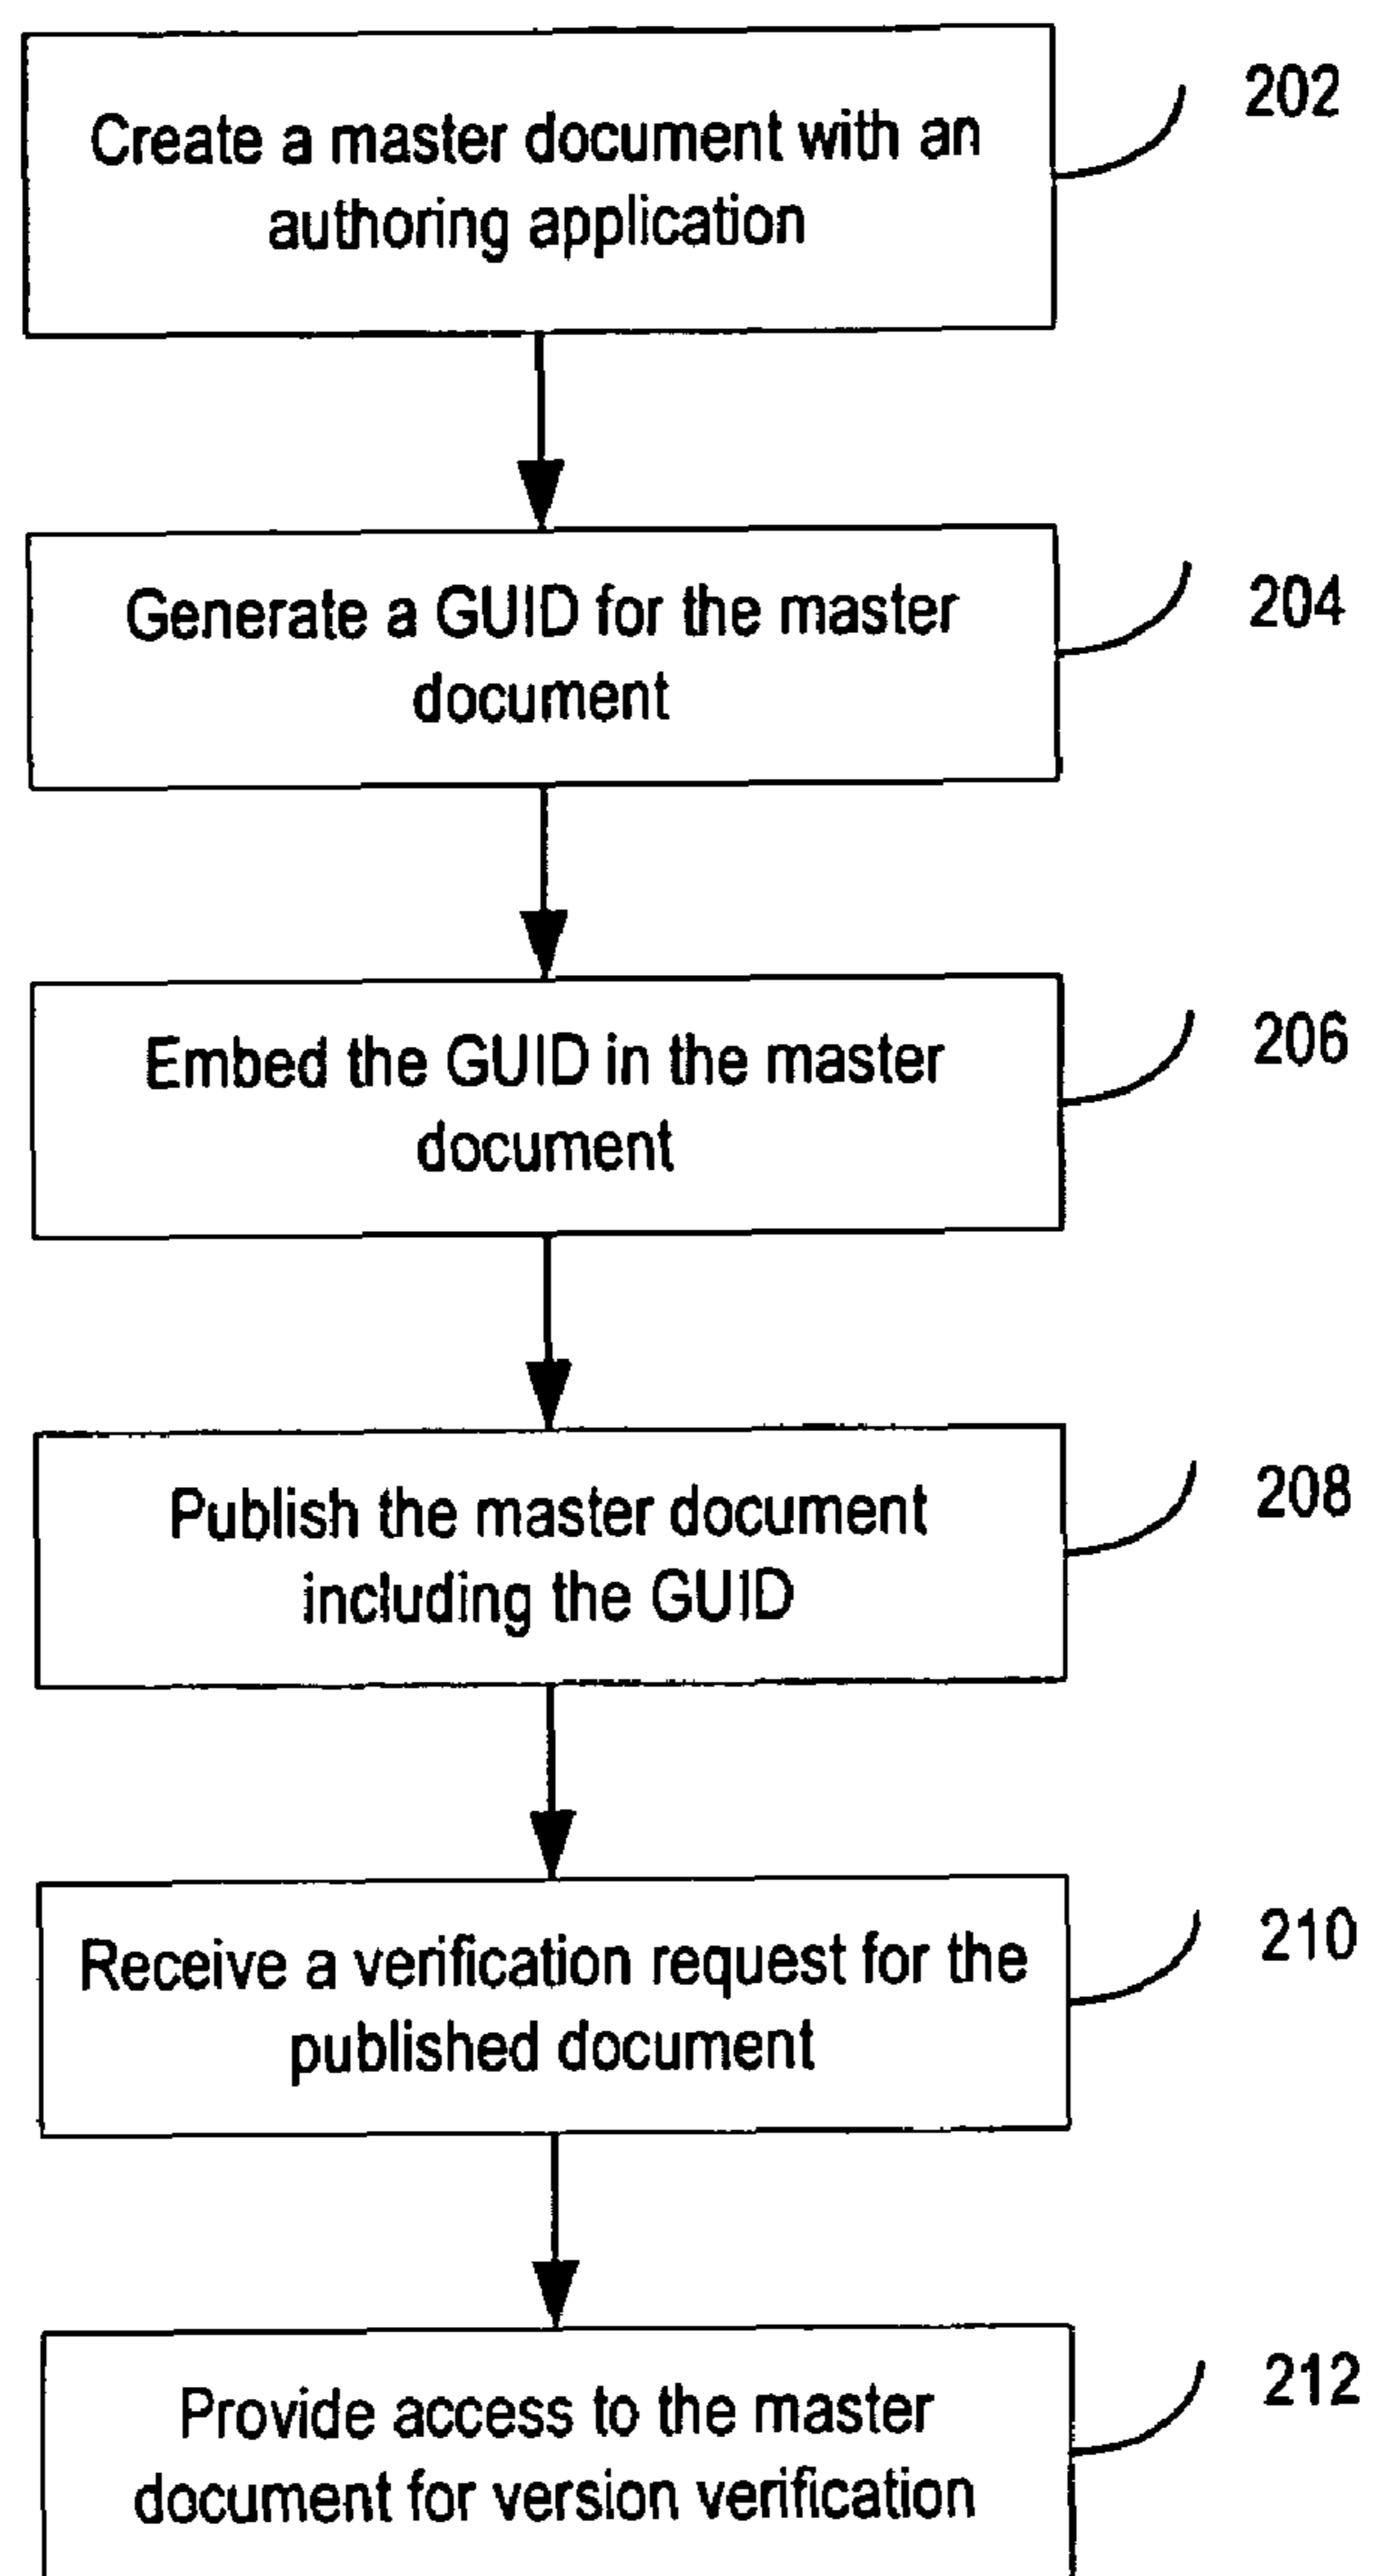 Create a master document with an
authoring application
202
Generate a GUID for the master
document
204
Embed the GUID in the master
document
206
Publish the master document
including the GUID
208
Receive a verification request for the
published document
210
Provide access to the master
document for version verification
212